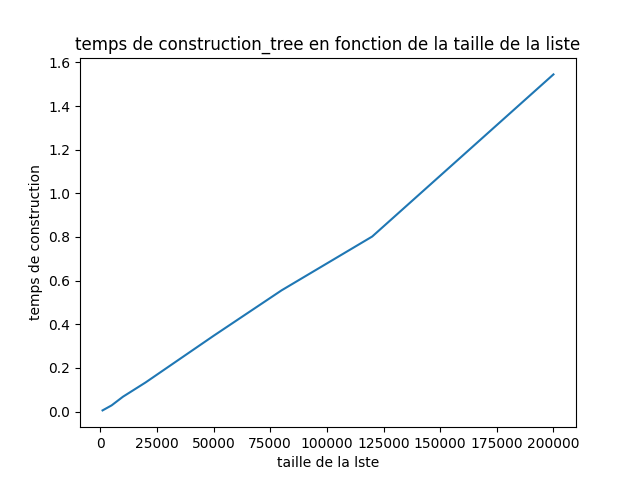 temps de construction_tree en fonction de la taille de la liste
1.6
1.4
1.2
1.0
0.8
0.6
0.4
0.2
0.0
temps de construction
0 25000 50000 75000 100000 125000 150000 175000 200000
taille de la lste